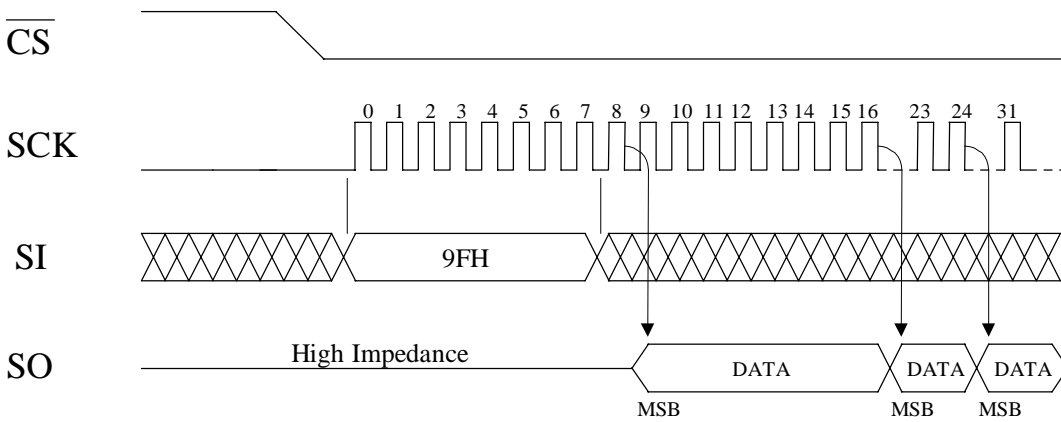 C̅S̅
0 1 2 3 4 5 6 7 8 9 10 11 12 13 14 15 16 23 24 31
SCK
SI
9FH
High Impedance
SO
DATA DATA DATA
MSB MSB MSB